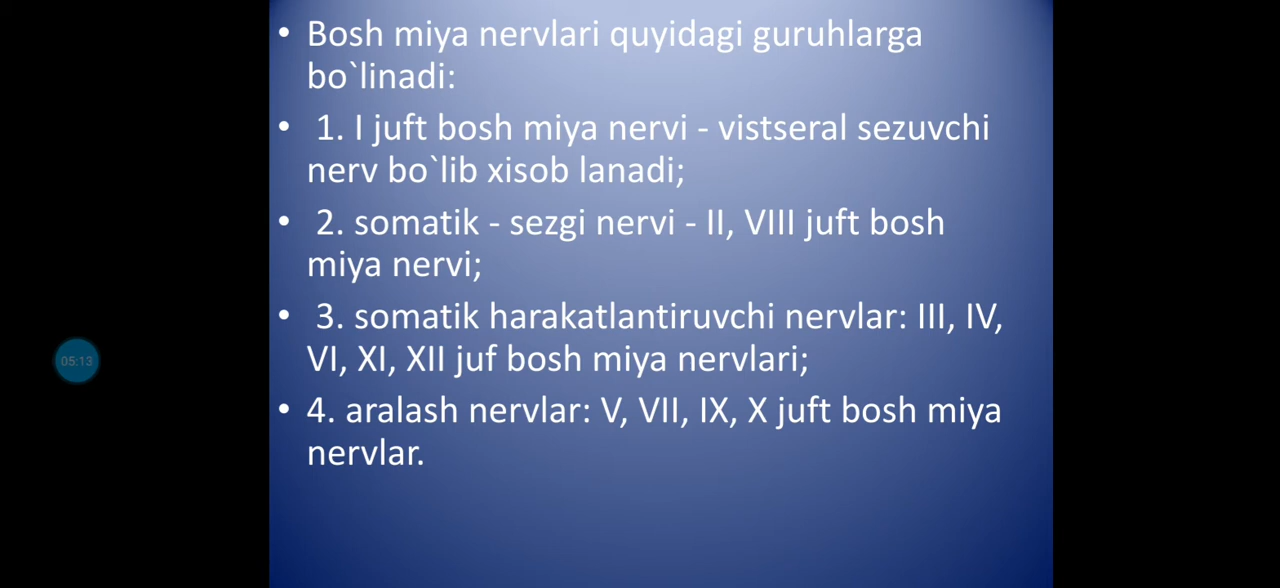 • Bosh miya nervlari quyidagi guruhlarga
bo`linadi:
• 1. I juft bosh miya nervi - vistseral sezuvchi
nerv bo`lib xisob lanadi;
• 2. somatik - sezgi nervi - II, VIII juft bosh
miya nervi;
• 3. somatik harakatlantiruvchi nervlar: III, IV,
VI, XI, XII juf bosh miya nervlari;
• 4. aralash nervlar: V, VII, IX, X juft bosh miya
nervlar.
05:13